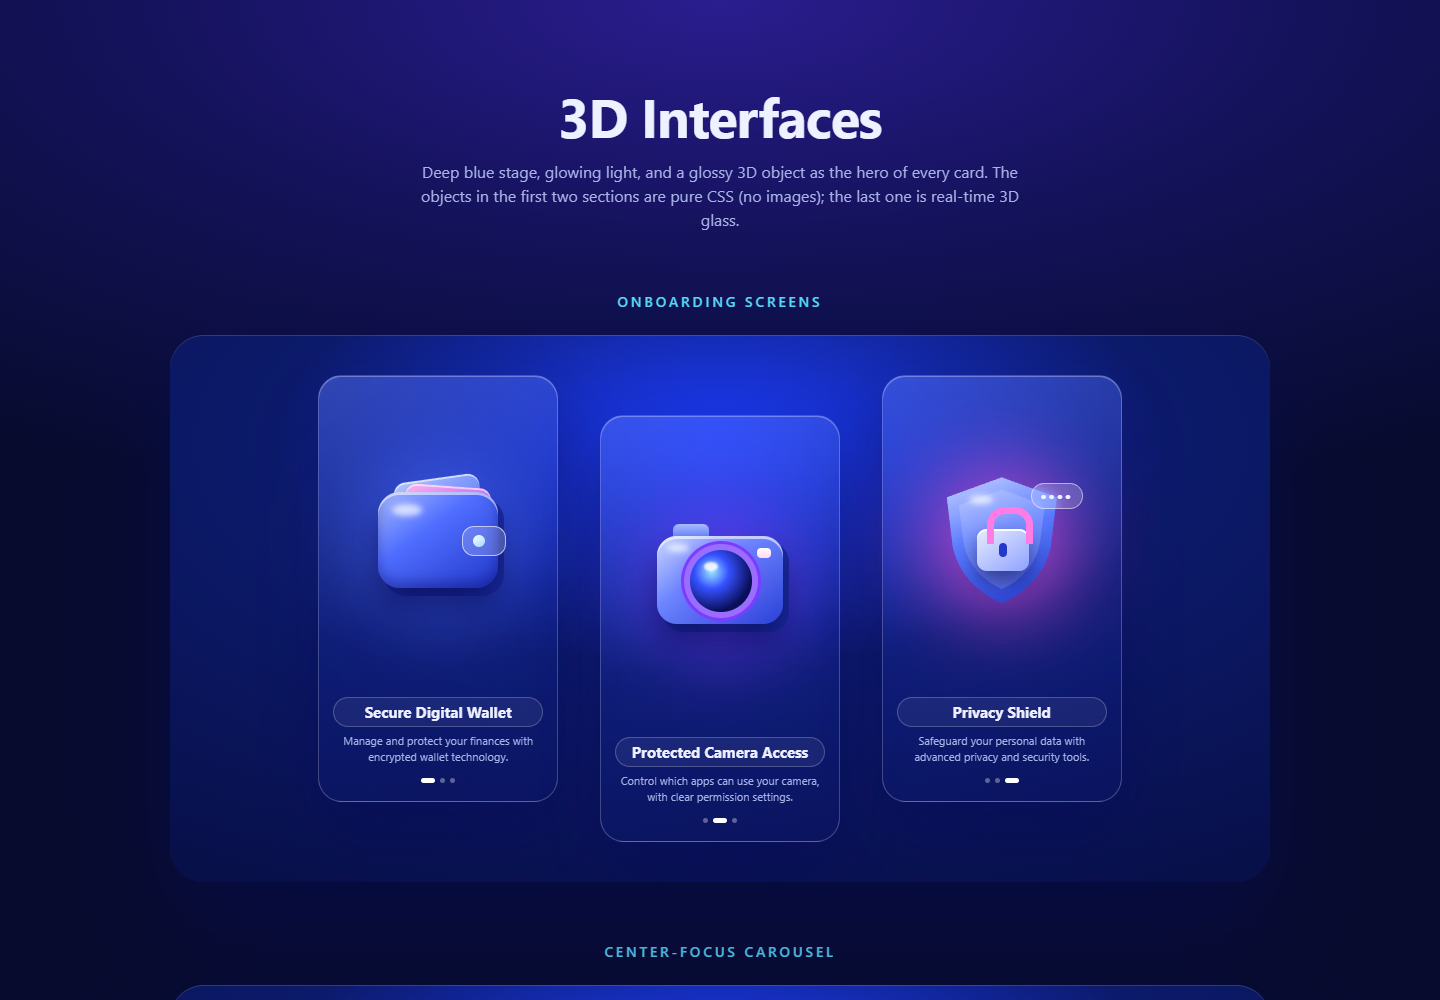 3D Interfaces
Deep blue stage, glowing light, and a glossy 3D object as the hero of every card. The
objects in the first two sections are pure CSS (no images); the last one is real-time 3D
glass.
ONBOARDING SCREENS
Secure Digital Wallet
Manage and protect your finances with
encrypted wallet technology.
Protected Camera Access
Control which apps can use your camera,
with clear permission settings.
Privacy Shield
Safeguard your personal data with
advanced privacy and security tools.
CENTER-FOCUS CAROUSEL